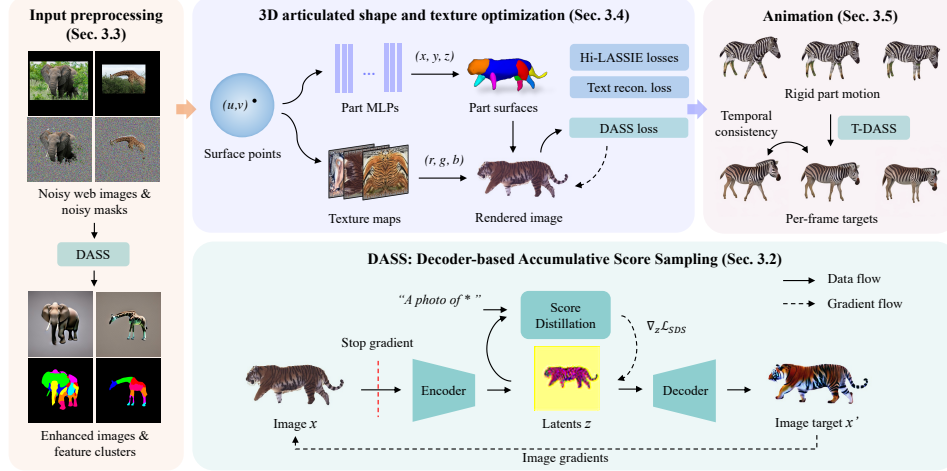 Input preprocessing
(Sec. 3.3)
Noisy web images &
noisy masks
DASS
Enhanced images &
feature clusters
3D articulated shape and texture optimization (Sec. 3.4)
(u,v)
Surface points
Part MLPs
...
(x, y, z)
Part surfaces
Hi-LASSIE losses
Text recon. loss
DASS loss
Texture maps
(r, g, b)
Rendered image
Animation (Sec. 3.5)
Rigid part motion
Temporal
consistency
T-DASS
Per-frame targets
DASS: Decoder-based Accumulative Score Sampling (Sec. 3.2)
“A photo of * ”
Score
Distillation
∇z ℒSDS
Data flow
Gradient flow
Stop gradient
Encoder
Decoder
Image x
Latents z
Image target x’
Image gradients